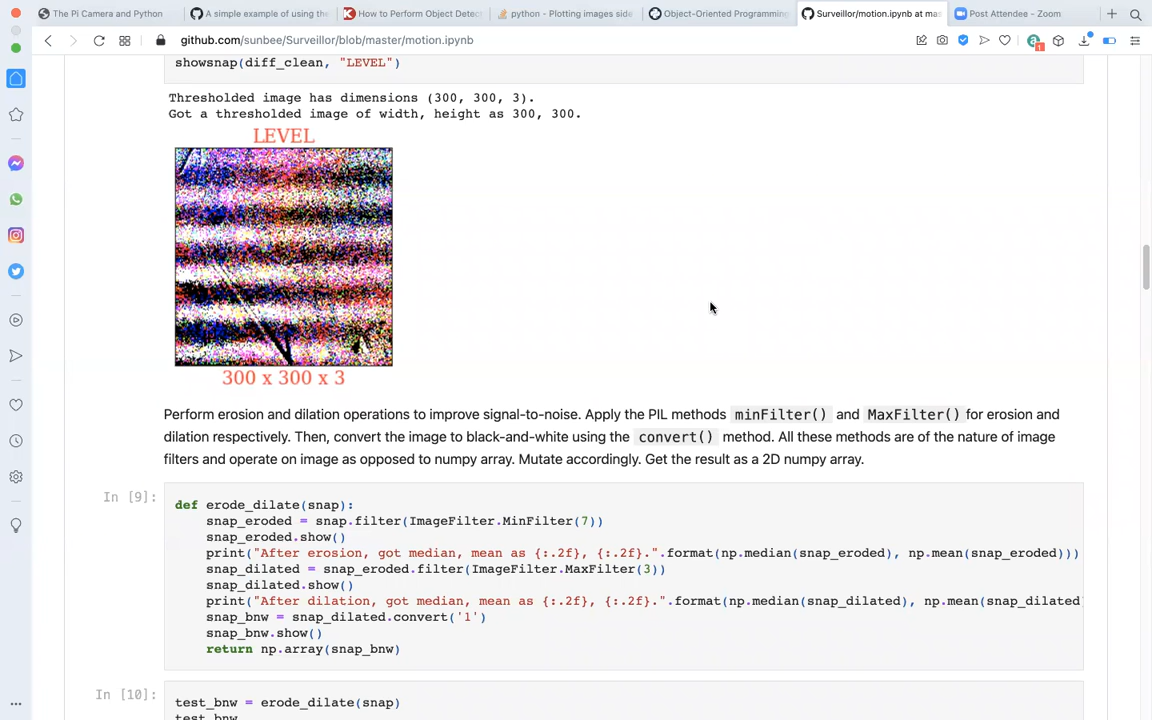 The Pi Camera and Python
A simple example of using the
How to Perform Object Detec
python - Plotting images side
Object-Oriented Programming
Surveillor/motion.ipynb at mas
Post Attendee - Zoom
github.com/sunbee/Surveillor/blob/master/motion.ipynb
showsnap(diff_clean, "LEVEL")
Thresholded image has dimensions (300, 300, 3).
Got a thresholded image of width, height as 300, 300.
LEVEL
300 x 300 x 3
Perform erosion and dilation operations to improve signal-to-noise. Apply the PIL methods minFilter() and MaxFilter() for erosion and
dilation respectively. Then, convert the image to black-and-white using the convert() method. All these methods are of the nature of image
filters and operate on image as opposed to numpy array. Mutate accordingly. Get the result as a 2D numpy array.
In [9]:
def erode_dilate(snap):
snap_eroded = snap.filter(ImageFilter.MinFilter(7))
snap_eroded.show()
print("After erosion, got median, mean as {:.2f}, {:.2f}.".format(np.median(snap_eroded), np.mean(snap_eroded)))
snap_dilated = snap_eroded.filter(ImageFilter.MaxFilter(3))
snap_dilated.show()
print("After dilation, got median, mean as {:.2f}, {:.2f}.".format(np.median(snap_dilated), np.mean(snap_dilated
snap_bnw = snap_dilated.convert('1')
snap_bnw.show()
return np.array(snap_bnw)
In [10]:
test_bnw = erode_dilate(snap)
test_bnw